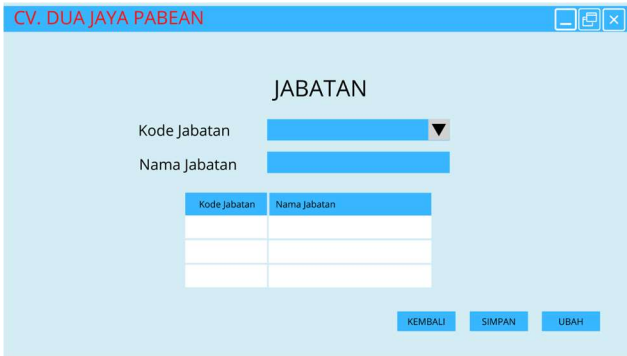 CV. DUA JAYA PABEAN
JABATAN
Kode Jabatan
Nama Jabatan
Kode Jabatan Nama Jabatan
KEMBALI SIMPAN UBAH